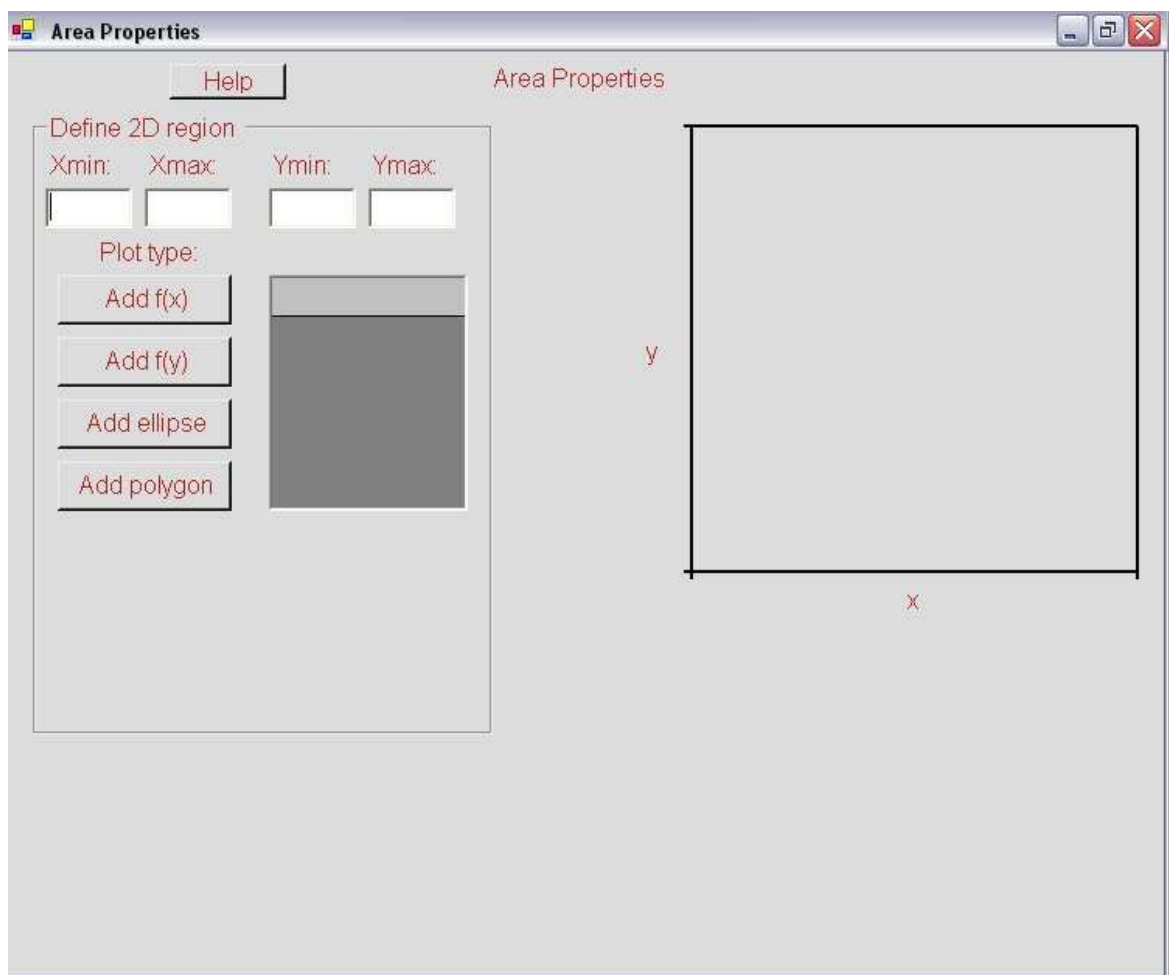 Area Properties
Help
Area Properties
Define 2D region
Xmin: Xmax: Ymin: Ymax:
Plot type:
Add f(x)
Add f(y)
Add ellipse
Add polygon
y
x